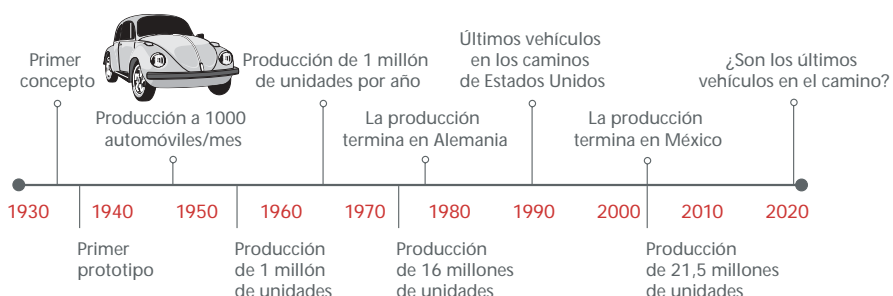 Primer
concepto
Producción de 1 millón
de unidades por año
Últimos vehículos
en los caminos
de Estados Unidos
¿Son los últimos
vehículos en el camino?
Producción a 1000
automóviles/mes
La producción
termina en Alemania
La producción
termina en México
1930 1940 1950 1960 1970 1980 1990 2000 2010 2020
Primer
prototipo
Producción
de 1 millón
de unidades
Producción
de 16 millones
de unidades
Producción
de 21,5 millones
de unidades